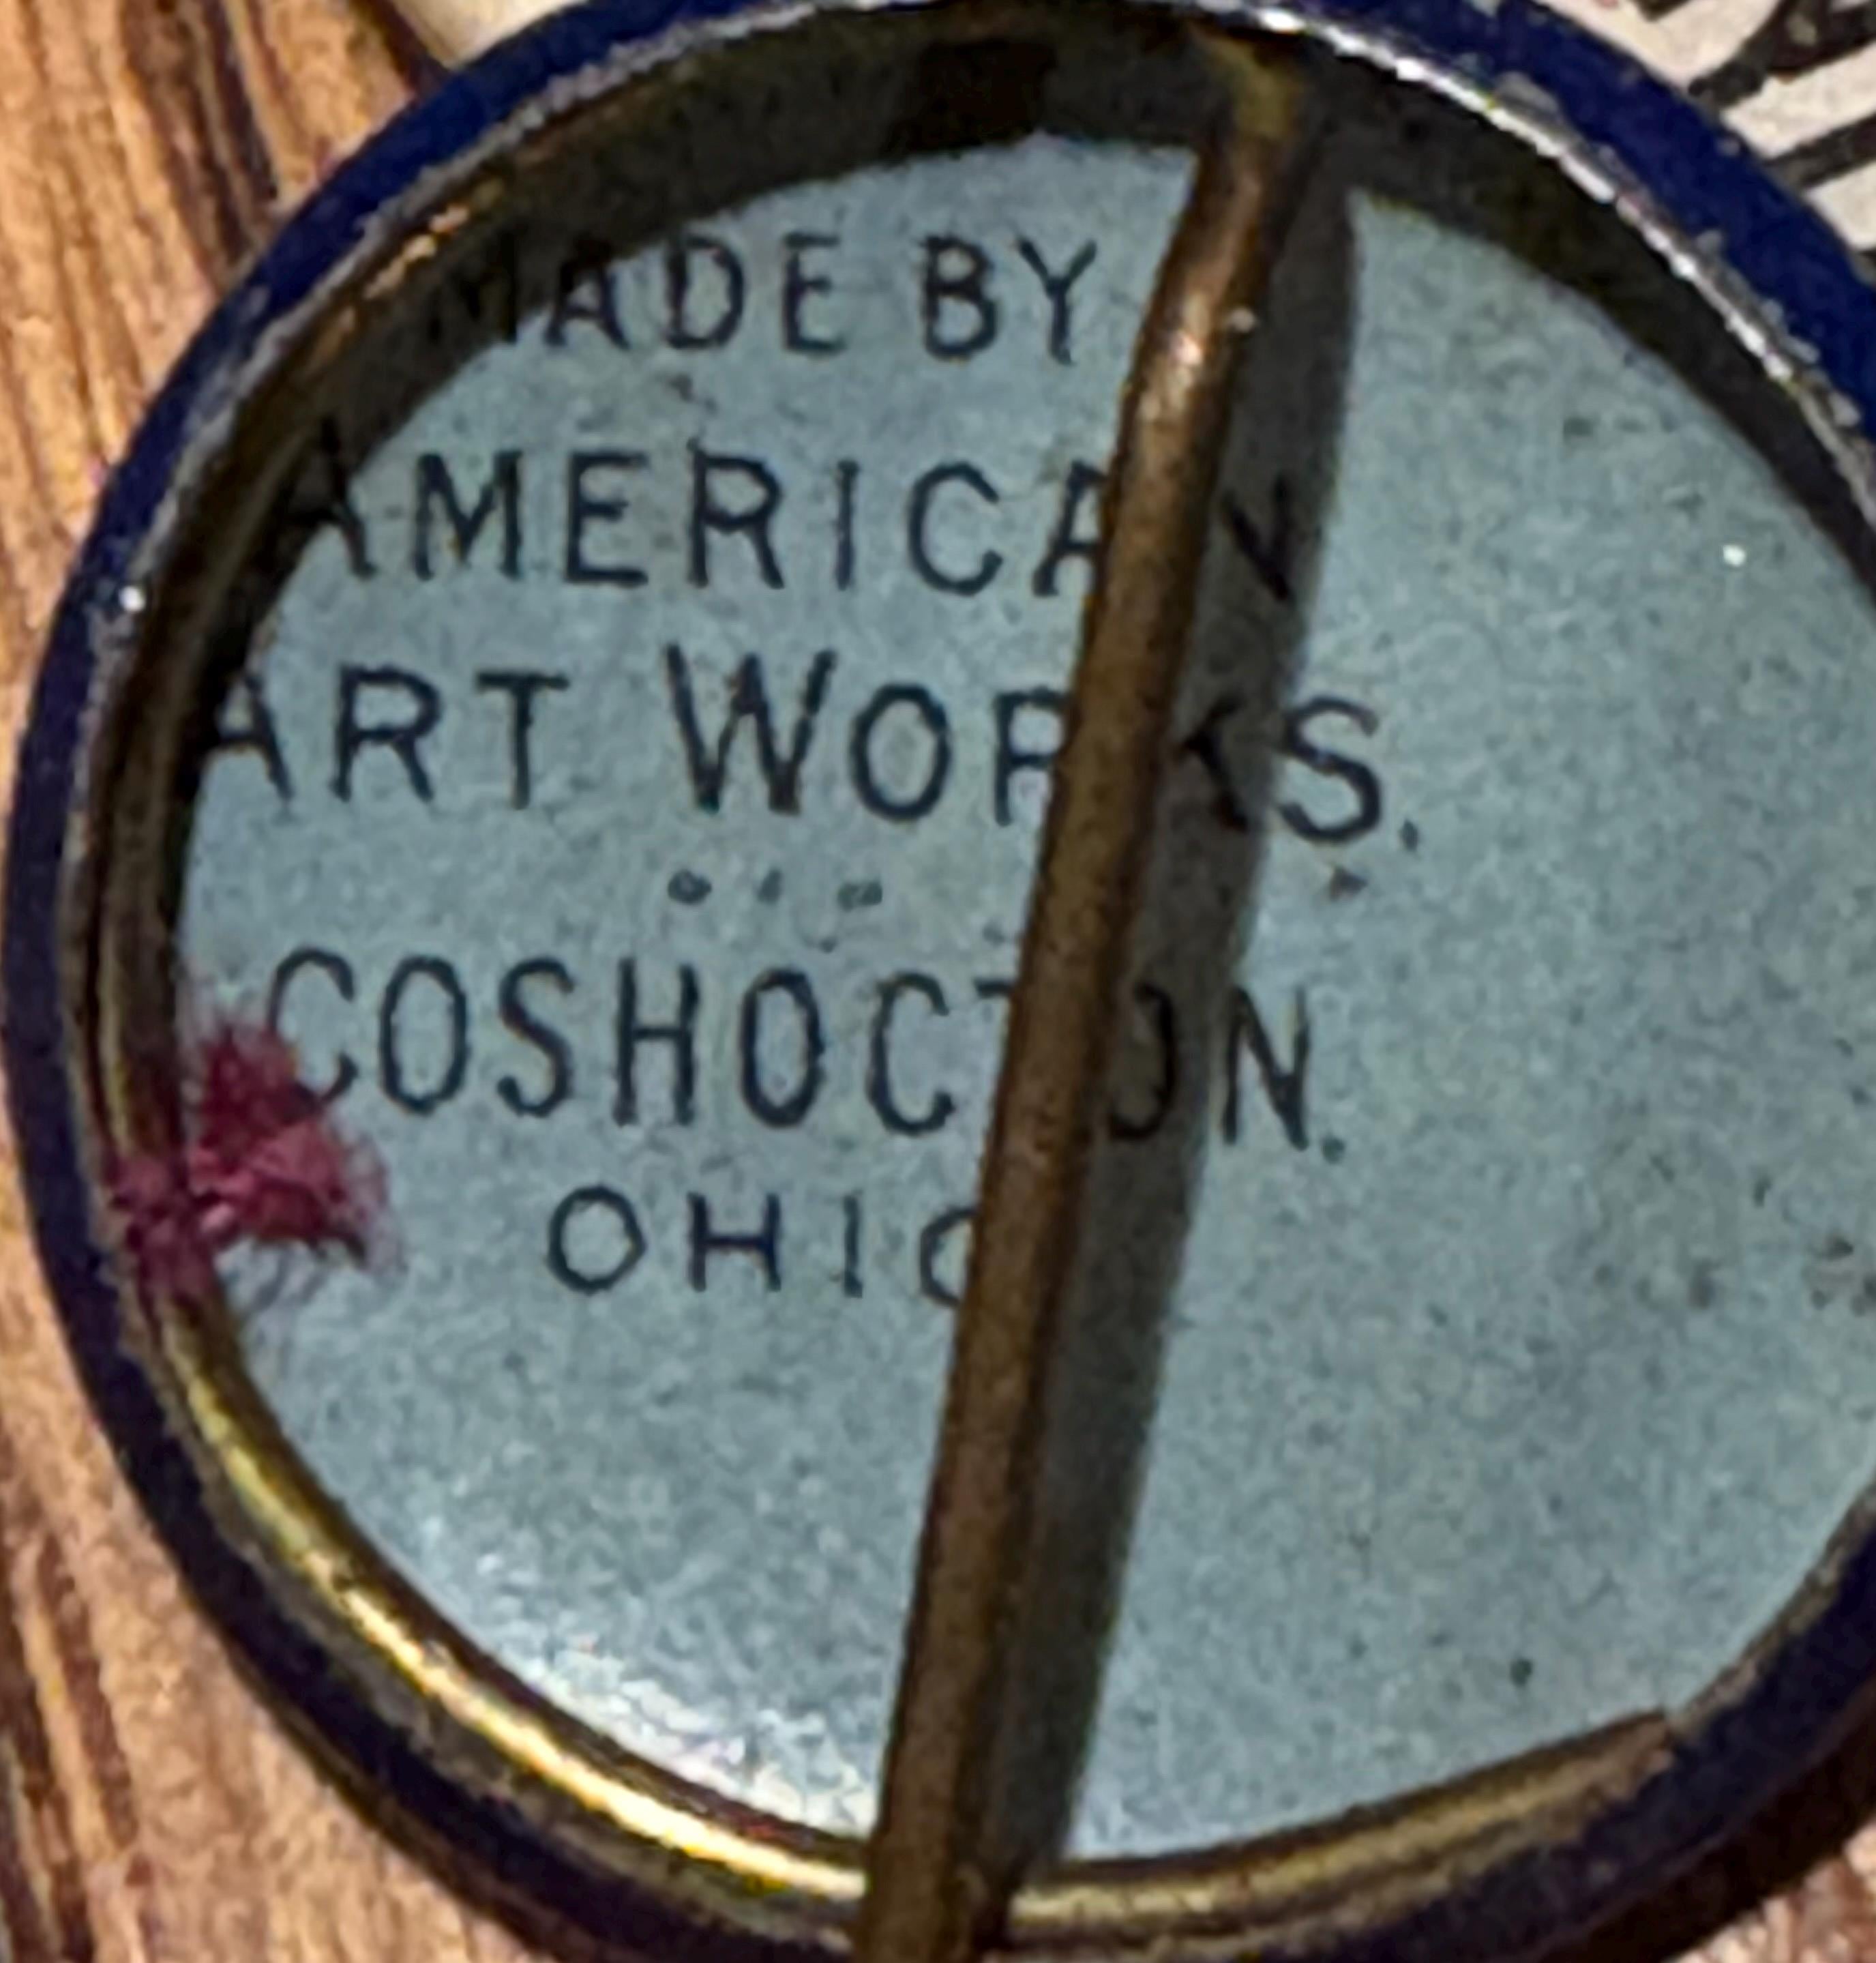 MADE BY
AMERICAN
ART WORKS.
COSHOCTON.
OHIO